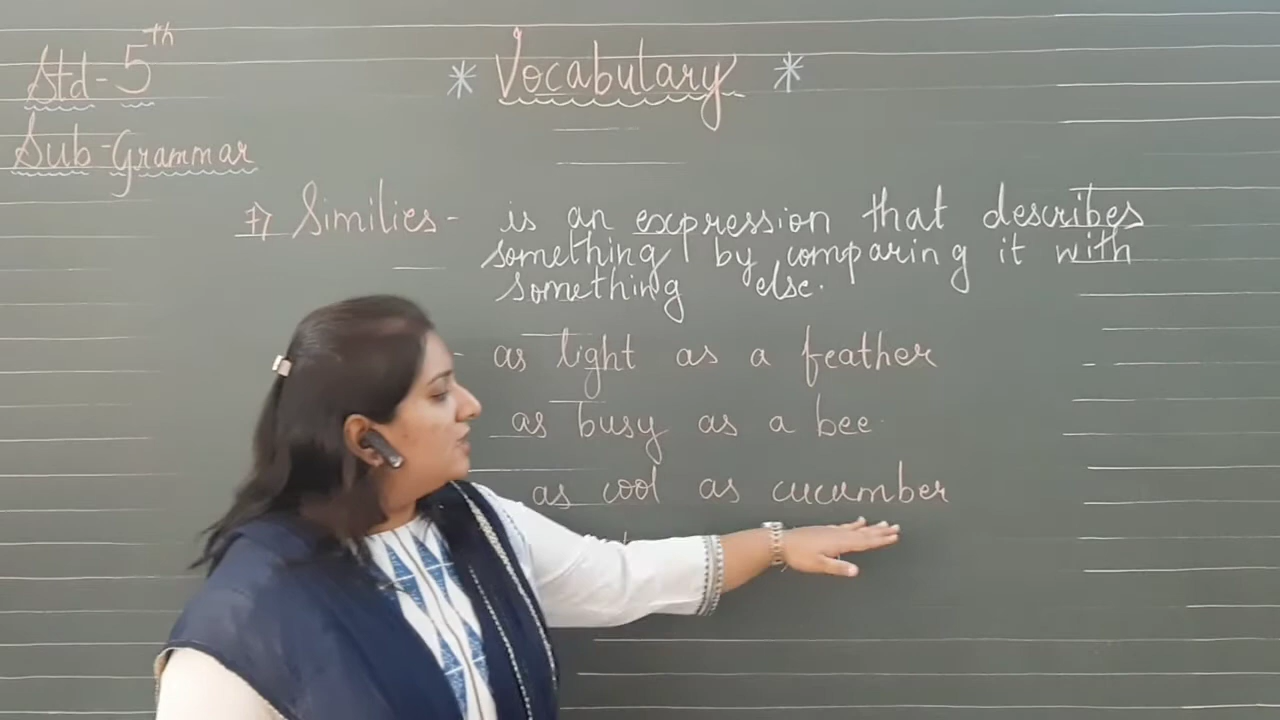 Std-5th
* Vocabulary *
Sub-Grammar
7) Similies- is an expression that describes
something by comparing it with
something else.
- as light as a feather
as busy as a bee.
as cool as cucumber